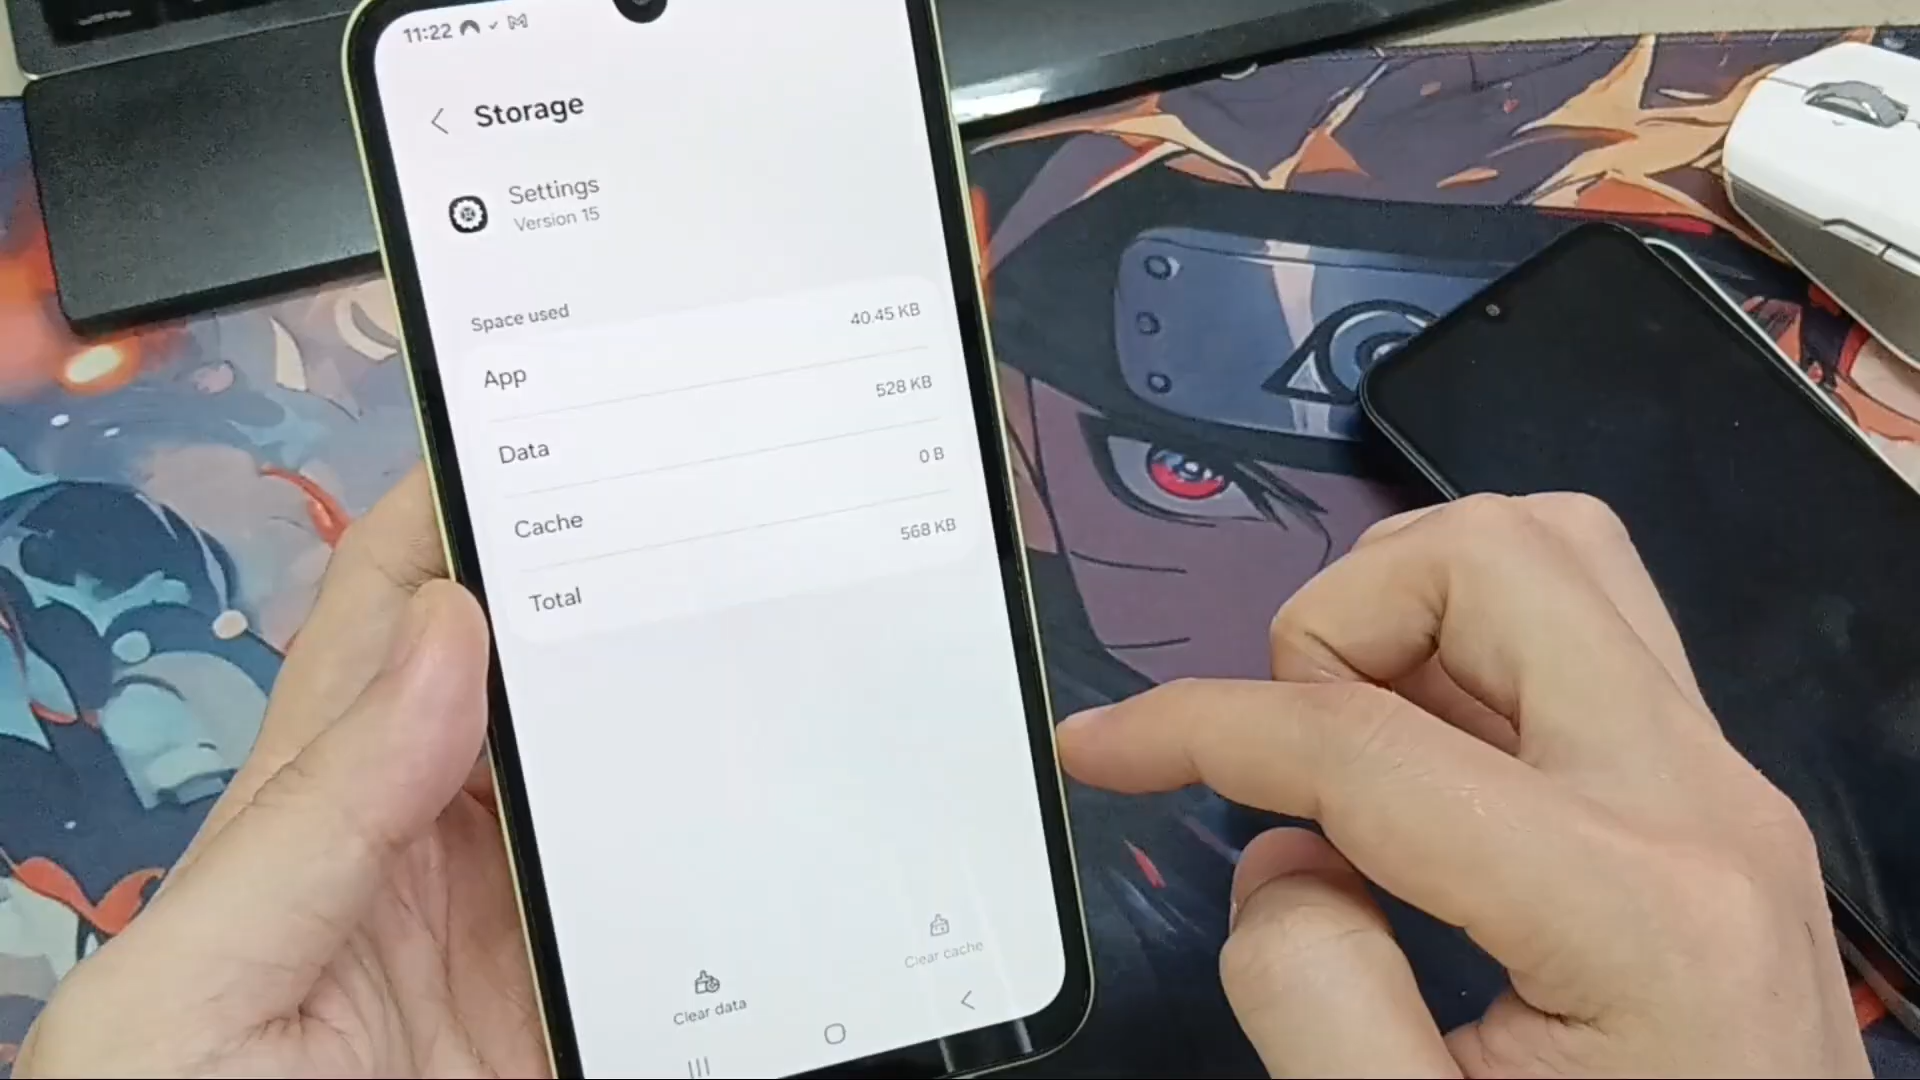 11:22
Storage
Settings
Version 15
Space used
App
40.45 KB
Data
528 KB
Cache
0 B
Total
568 KB
Clear data
Clear cache